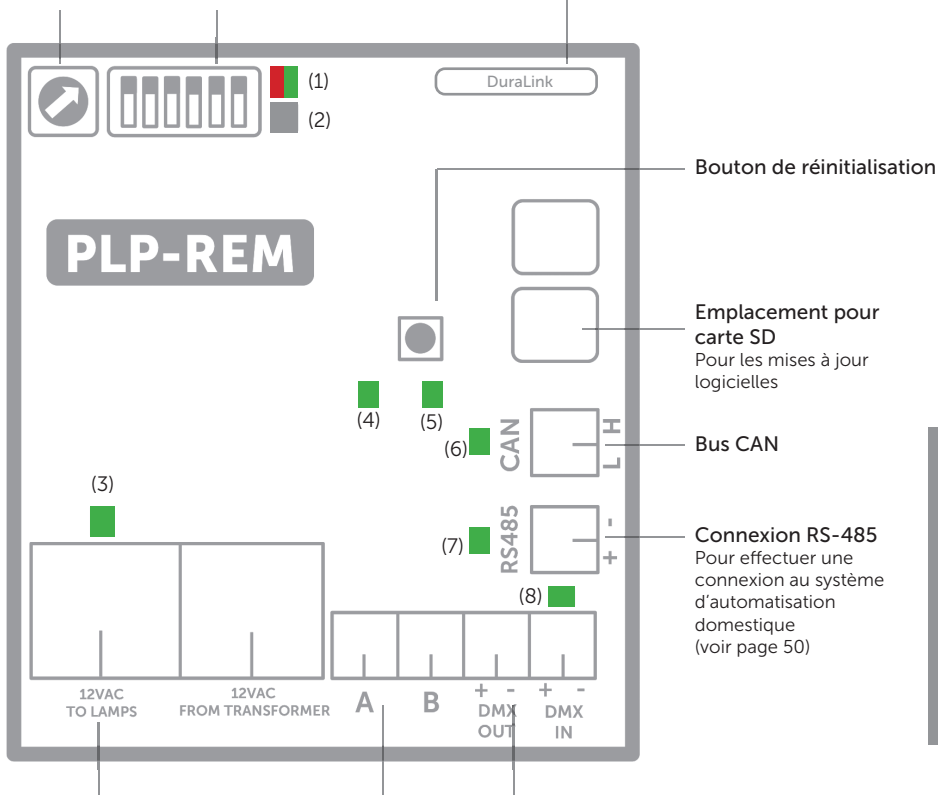 (1)
DuraLink
(2)
Bouton de réinitialisation
PLP-REM
Emplacement pour
carte SD
Pour les mises à jour
logicielles
(4)
(5)
(6)
CAN
H
L
Bus CAN
(3)
(7)
RS485
-
+
Connexion RS-485
Pour effectuer une
connexion au système
d'automatisation
domestique
(voir page 50)
(8)
12VAC
TO LAMPS
12VAC
FROM TRANSFORMER
A
B
+ -
DMX
OUT
+ -
DMX
IN